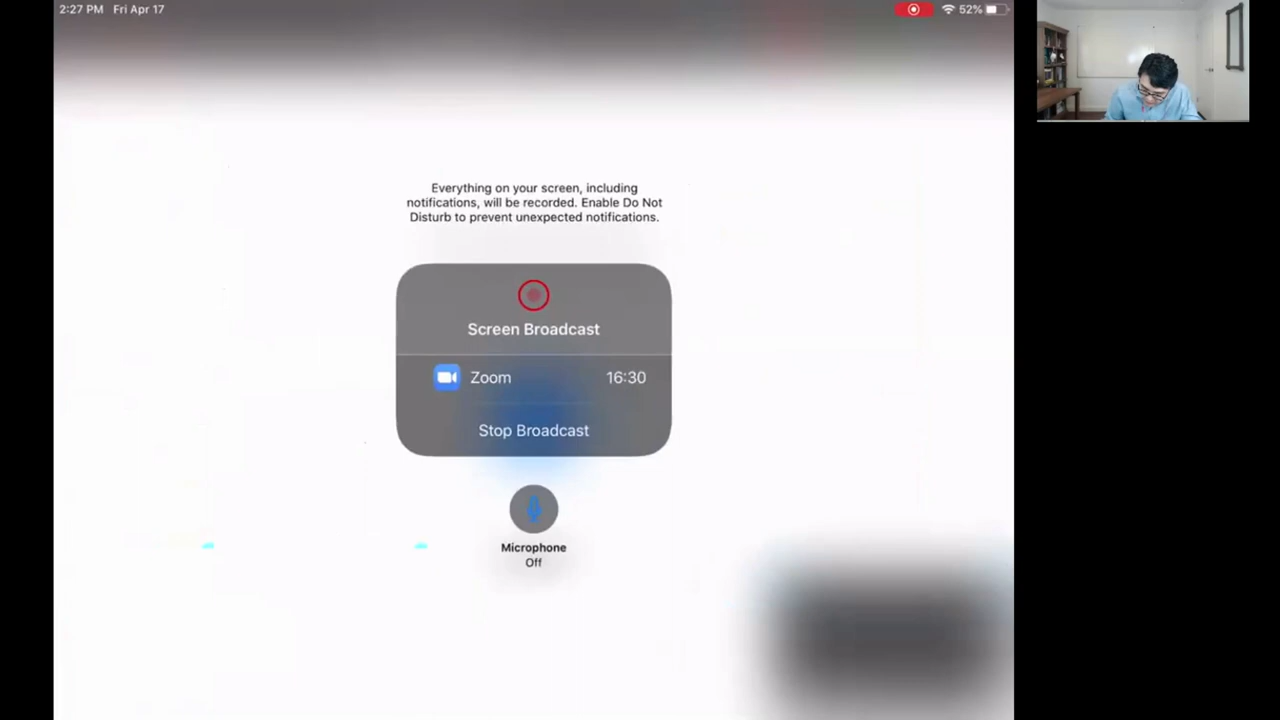 2:27 PM Fri Apr 17
52%
Everything on your screen, including
notifications, will be recorded. Enable Do Not
Disturb to prevent unexpected notifications.
Screen Broadcast
Zoom 16:30
Stop Broadcast
Microphone
Off